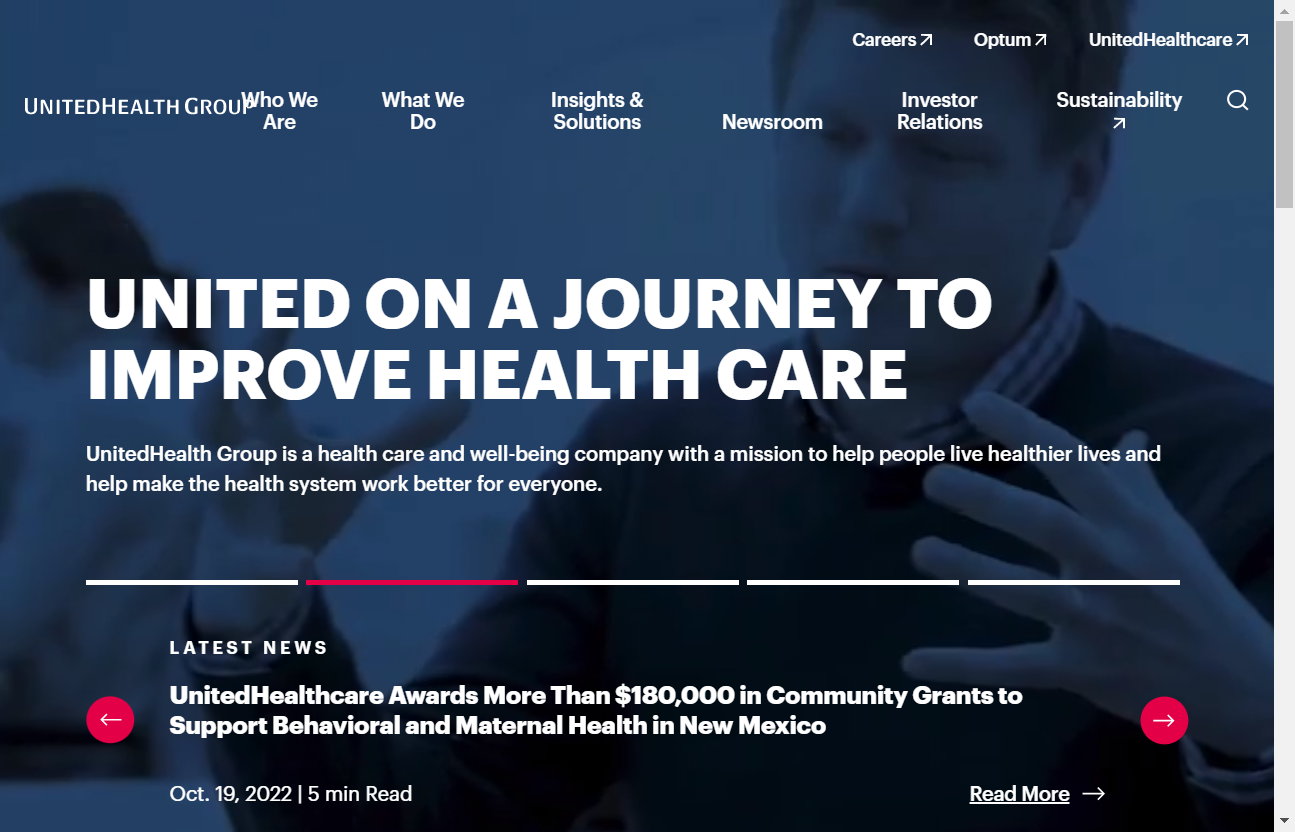 Careers
Optum
UnitedHealthcare
UNITEDHEALTH GROUP
Who We
Are
What We
Do
Insights &
Solutions
Newsroom
Investor
Relations
Sustainability
UNITED ON A JOURNEY TO
IMPROVE HEALTH CARE
UnitedHealth Group is a health care and well-being company with a mission to help people live healthier lives and
help make the health system work better for everyone.
LATEST NEWS
UnitedHealthcare Awards More Than $180,000 in Community Grants to
Support Behavioral and Maternal Health in New Mexico
Oct. 19, 2022 | 5 min Read
Read More